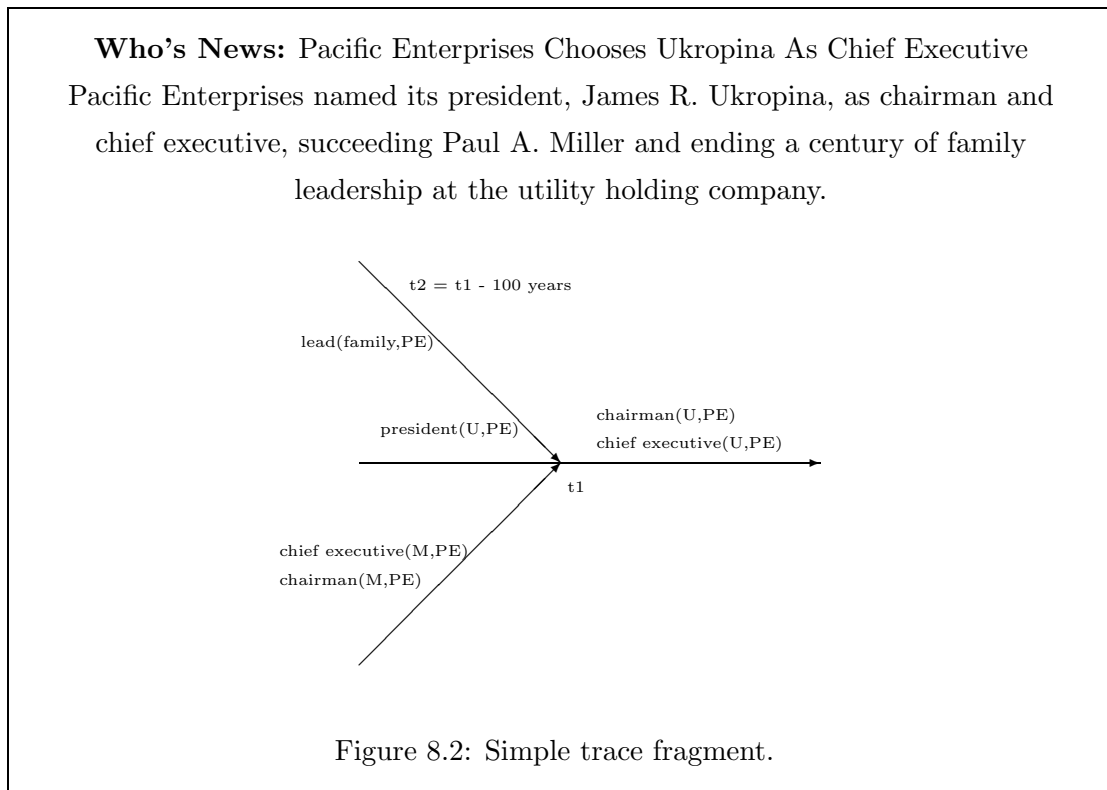 Who's News: Pacific Enterprises Chooses Ukropina As Chief Executive
Pacific Enterprises named its president, James R. Ukropina, as chairman and
chief executive, succeeding Paul A. Miller and ending a century of family
leadership at the utility holding company.
t2 = t1 - 100 years
lead(family,PE)
chairman(U,PE)
president(U,PE)
chief executive(U,PE)
t1
chief executive(M,PE)
chairman(M,PE)
Figure 8.2: Simple trace fragment.